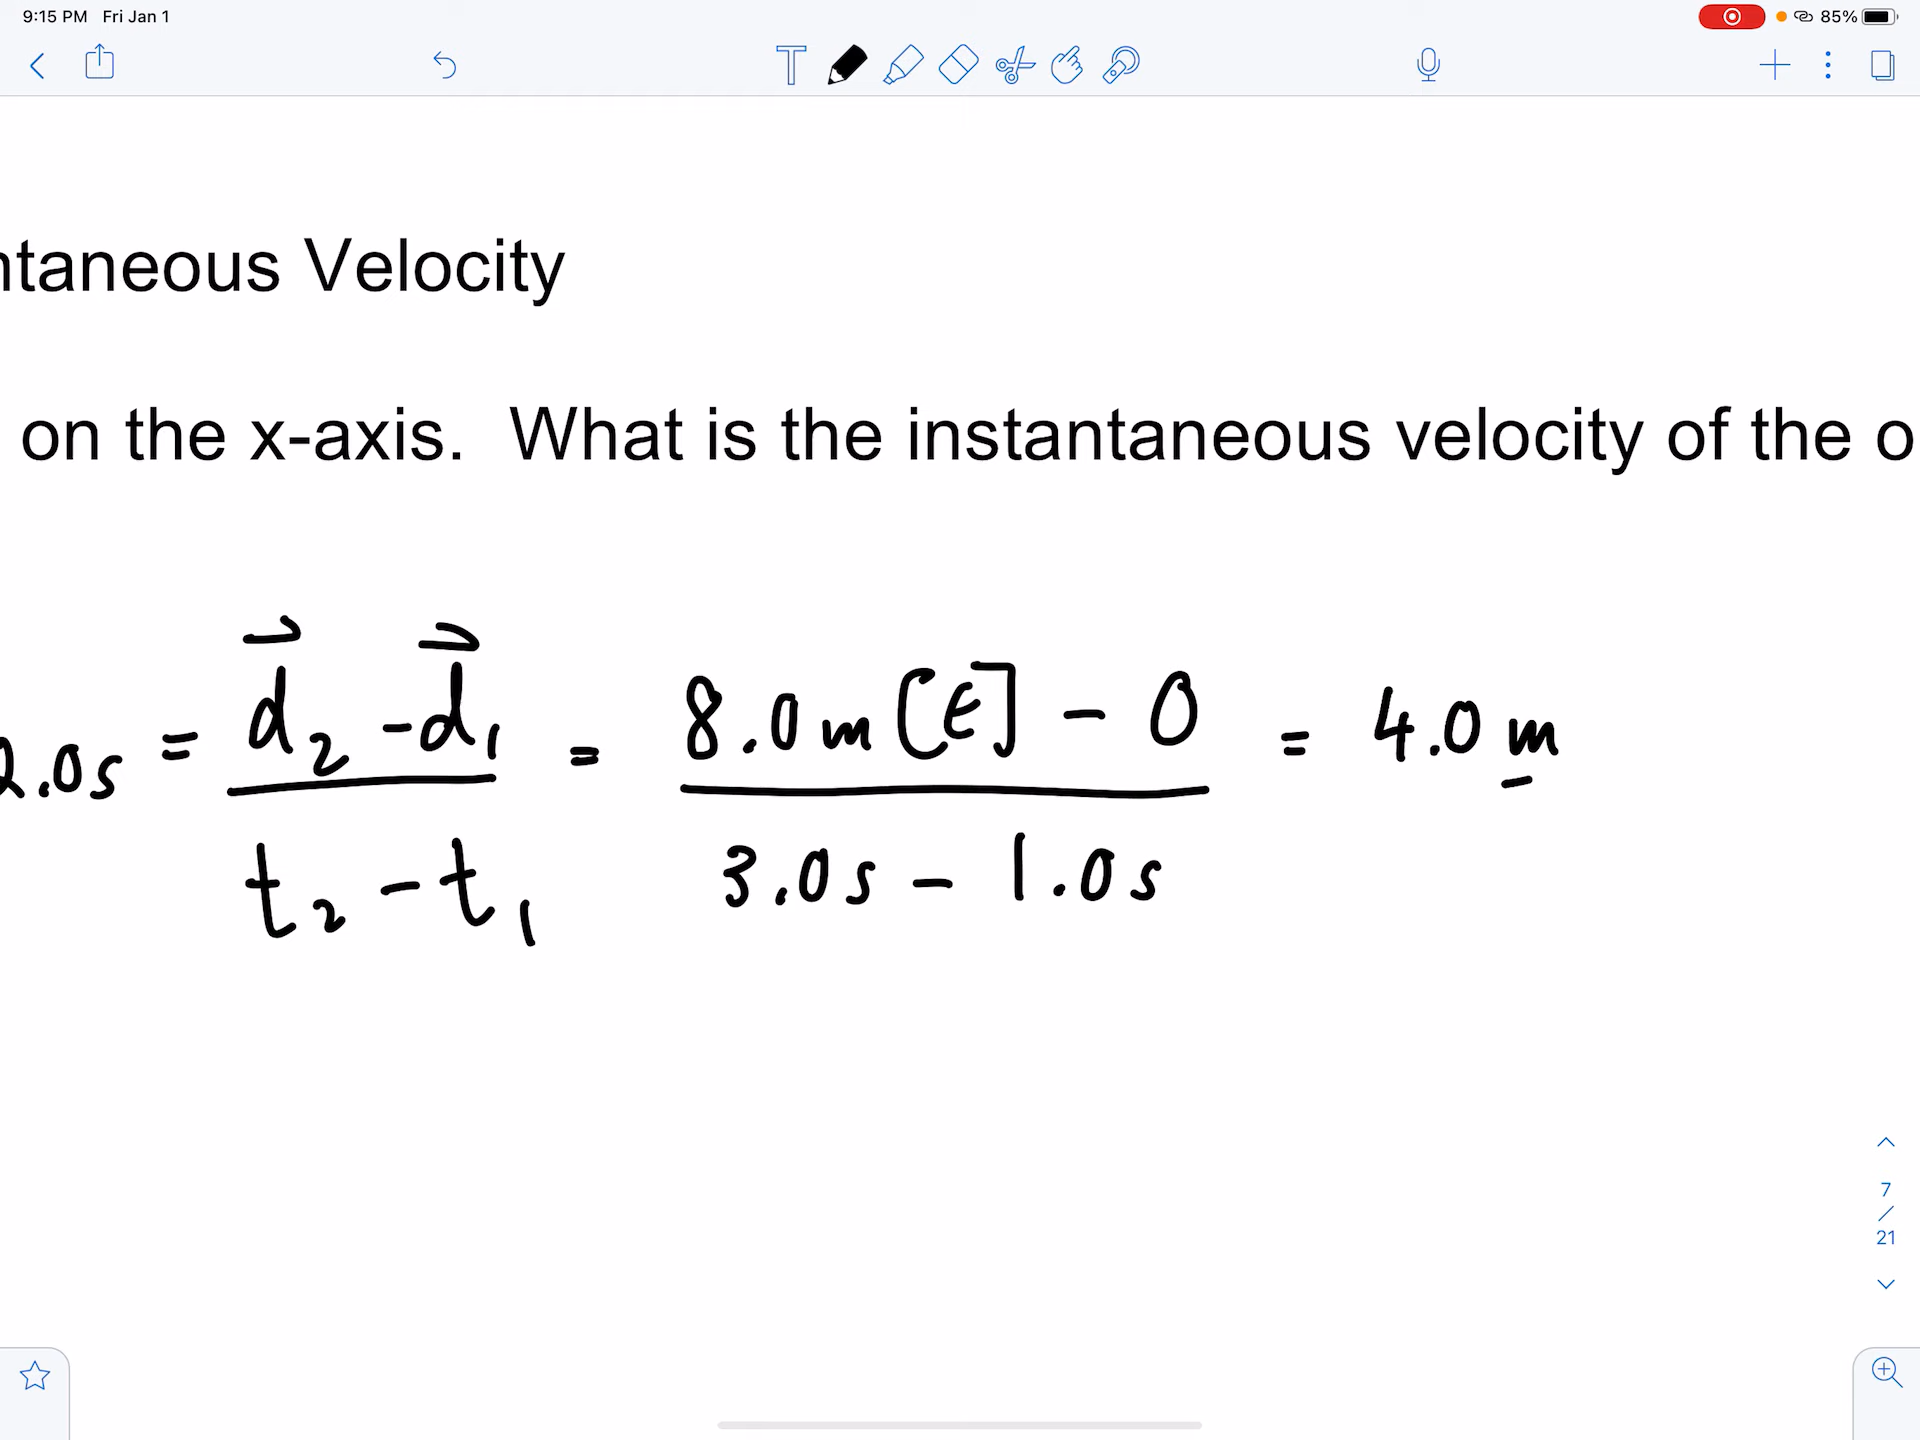 9:15 PM Fri Jan 1 85%
T
ntaneous Velocity
on the x-axis. What is the instantaneous velocity of the o
2.0s = d₂ - d₁ / t₂ - t₁ = 8.0m [E] - 0 / 3.0s - 1.0s = 4.0 m
7
/
21